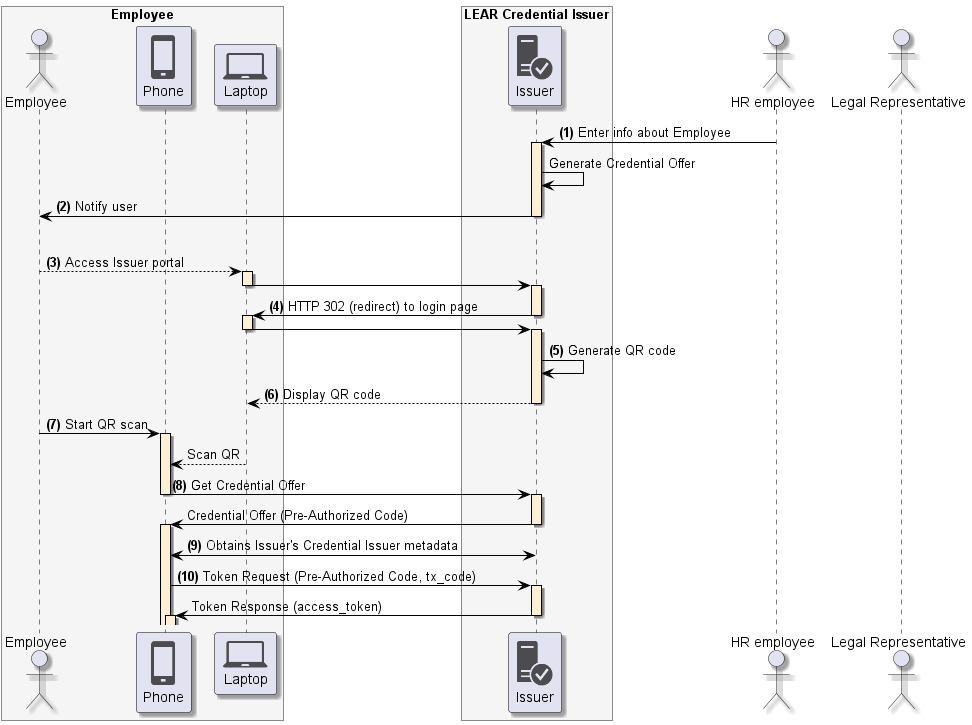 Employee
LEAR Credential Issuer
Employee
Phone
Laptop
Issuer
HR employee
Legal Representative
(1) Enter info about Employee
Generate Credential Offer
(2) Notify user
(3) Access Issuer portal
(4) HTTP 302 (redirect) to login page
(5) Generate QR code
(6) Display QR code
(7) Start QR scan
Scan QR
(8) Get Credential Offer
Credential Offer (Pre-Authorized Code)
(9) Obtains Issuer's Credential Issuer metadata
(10) Token Request (Pre-Authorized Code, tx_code)
Token Response (access_token)
Employee
Phone
Laptop
Issuer
HR employee
Legal Representative